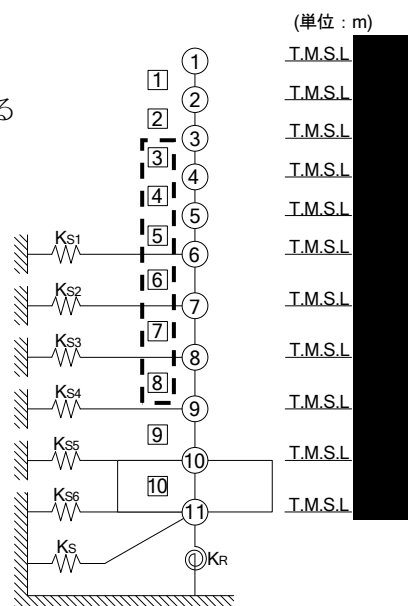 (単位：m)
る
① T.M.S.L
1
② T.M.S.L
2
③ T.M.S.L
3
④ T.M.S.L
4
⑤ T.M.S.L
5
KS1 ⑥ T.M.S.L
6
KS2 ⑦ T.M.S.L
7
KS3 ⑧ T.M.S.L
8
KS4 ⑨ T.M.S.L
9
KS5 ⑩ T.M.S.L
10
KS6 ⑪ T.M.S.L
KS KR